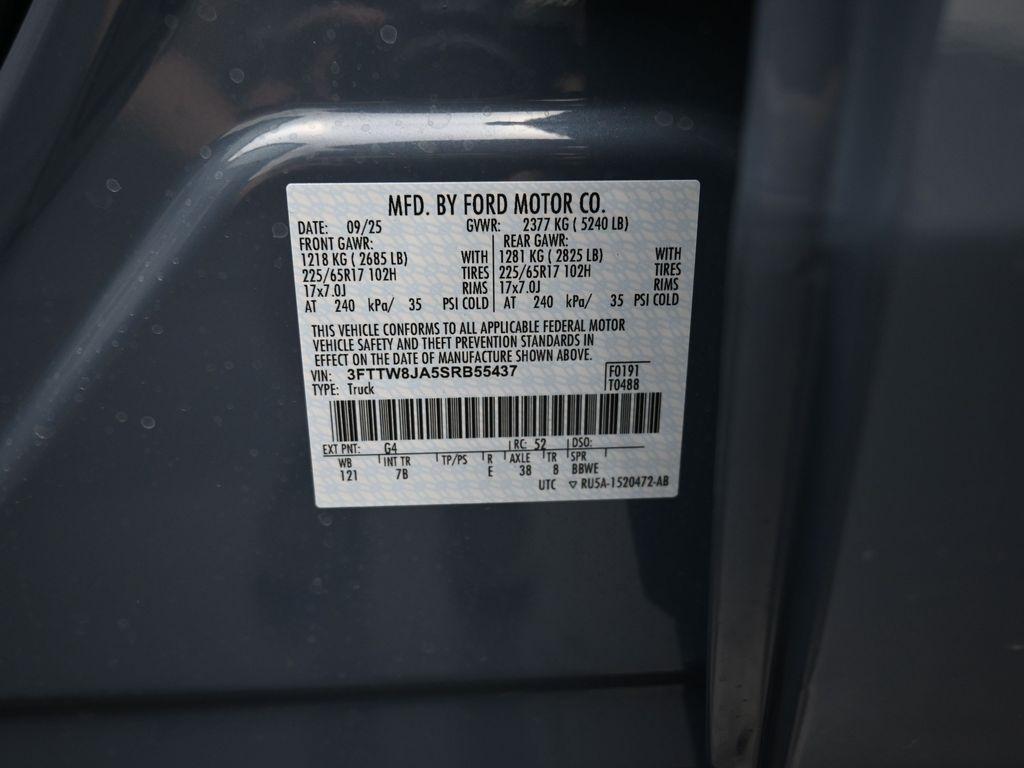 MFD. BY FORD MOTOR CO.
DATE: 09/25 GVWR: 2377 KG ( 5240 LB)
FRONT GAWR: REAR GAWR:
1218 KG ( 2685 LB) WITH 1281 KG ( 2825 LB) WITH
225/65R17 102H TIRES 225/65R17 102H TIRES
17x7.0J RIMS 17x7.0J RIMS
AT 240 kPa/ 35 PSI COLD AT 240 kPa/ 35 PSI COLD
THIS VEHICLE CONFORMS TO ALL APPLICABLE FEDERAL MOTOR
VEHICLE SAFETY AND THEFT PREVENTION STANDARDS IN
EFFECT ON THE DATE OF MANUFACTURE SHOWN ABOVE.
VIN: 3FTTW8JA5SRB55437 F0191
TYPE: Truck T0488
EXT PNT: G4 RC: 52 DSO:
WB INT TR TP/PS R AXLE TR SPR
121 7B E 38 8 BBWE
UTC ▽ RU5A-1520472-AB